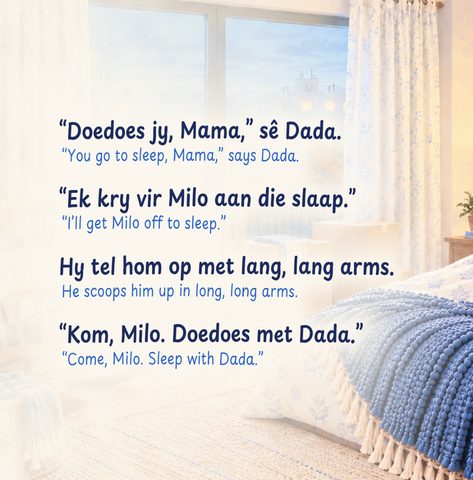 “Doedoes jy, Mama,” sê Dada.
“You go to sleep, Mama,” says Dada.
“Ek kry vir Milo aan die slaap.”
“I’ll get Milo off to sleep.”
Hy tel hom op met lang, lang arms.
He scoops him up in long, long arms.
“Kom, Milo. Doedoes met Dada.”
“Come, Milo. Sleep with Dada.”